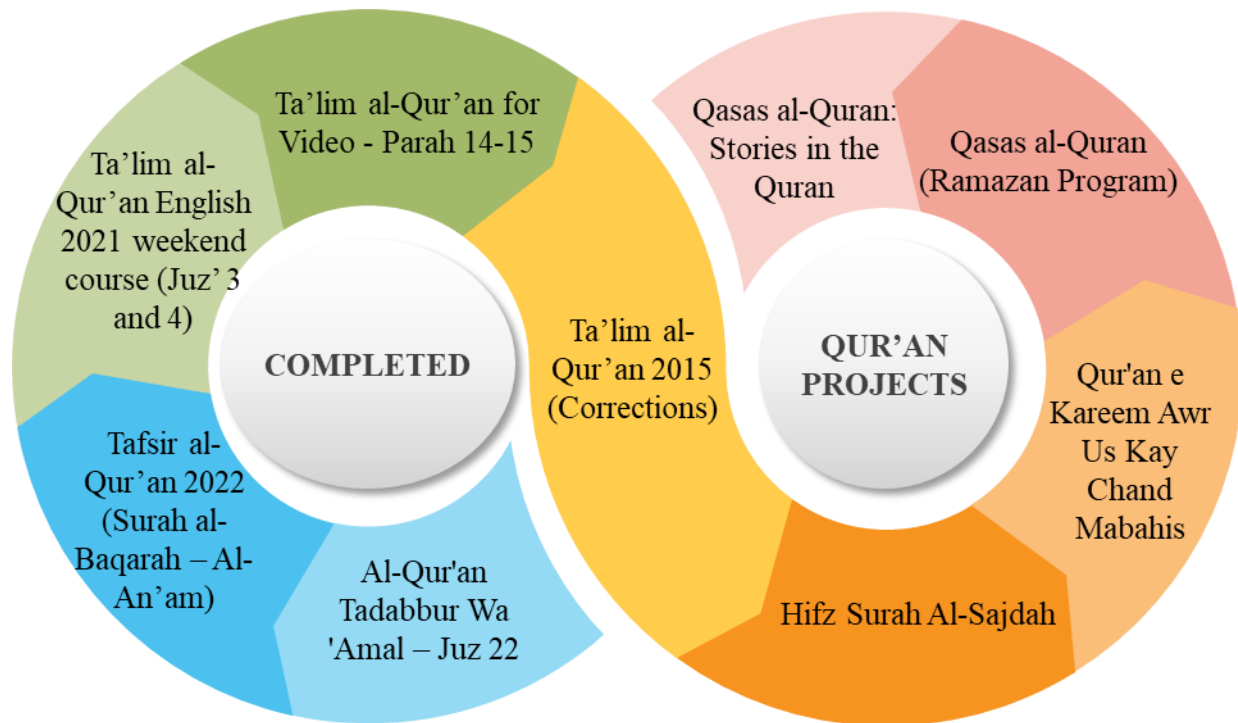 Ta’lim al-Qur’an for
Video - Parah 14-15
Ta’lim al-
Qur’an English
2021 weekend
course (Juz’ 3
and 4)
Tafsir al-
Qur’an 2022
(Surah al-
Baqarah – Al-
An’am)
Al-Qur'an
Tadabbur Wa
'Amal – Juz 22
COMPLETED
Ta’lim al-
Qur’an 2015
(Corrections)
Qasas al-Quran:
Stories in the
Quran
Qasas al-Quran
(Ramazan Program)
QUR’AN
PROJECTS
Qur'an e
Kareem Awr
Us Kay
Chand
Mabahis
Hifz Surah Al-Sajdah